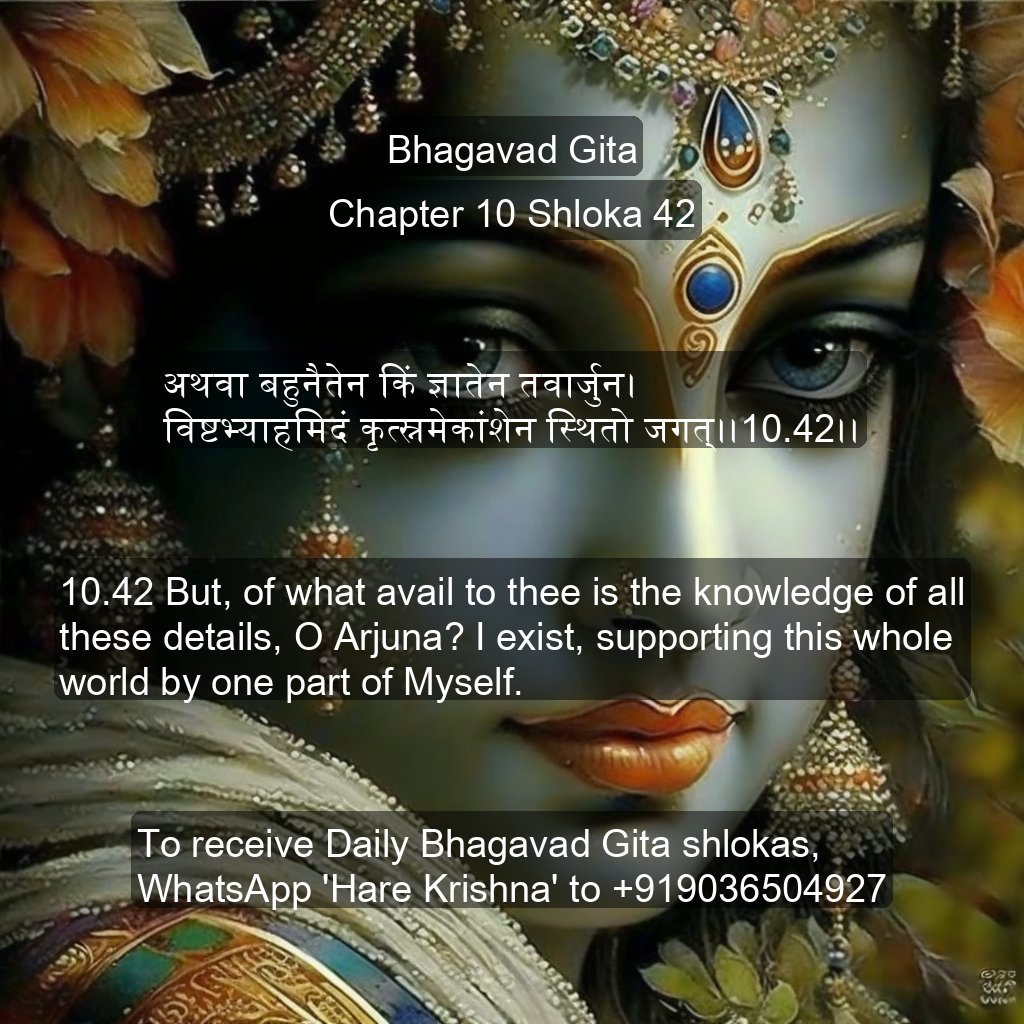 Bhagavad Gita
Chapter 10 Shloka 42
अथवा बहुनैतेन किं ज्ञातेन तवार्जुन।
विष्टभ्याहमिदं कृत्स्नमेकांशेन स्थितो जगत्।।10.42।।
10.42 But, of what avail to thee is the knowledge of all
these details, O Arjuna? I exist, supporting this whole
world by one part of Myself.
To receive Daily Bhagavad Gita shlokas,
WhatsApp 'Hare Krishna' to +919036504927